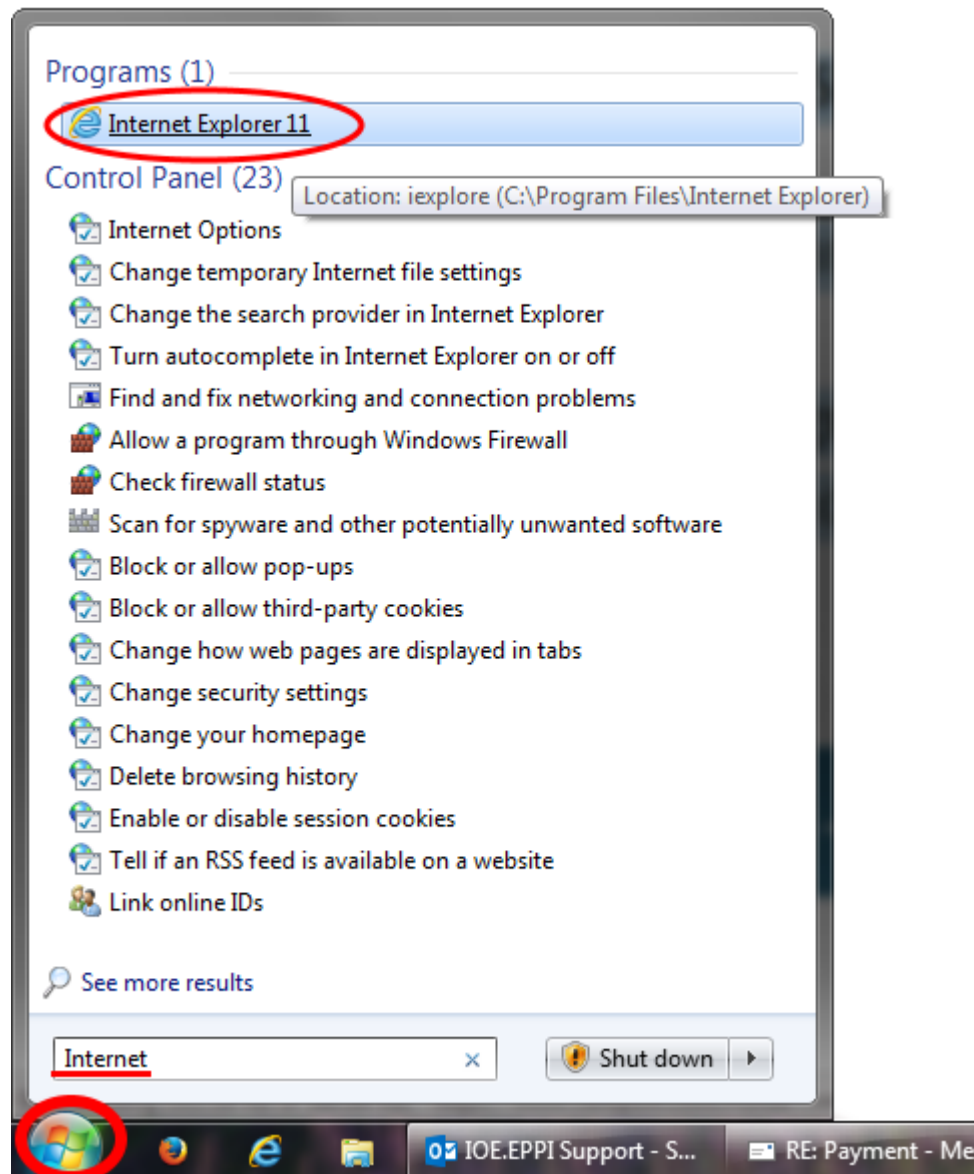 Programs (1)
Internet Explorer 11
Control Panel (23)
Location: iexplore (C:\Program Files\Internet Explorer)
Internet Options
Change temporary Internet file settings
Change the search provider in Internet Explorer
Turn autocomplete in Internet Explorer on or off
Find and fix networking and connection problems
Allow a program through Windows Firewall
Check firewall status
Scan for spyware and other potentially unwanted software
Block or allow pop-ups
Block or allow third-party cookies
Change how web pages are displayed in tabs
Change security settings
Change your homepage
Delete browsing history
Enable or disable session cookies
Tell if an RSS feed is available on a website
Link online IDs
See more results
Internet
Shut down
IOE.EPPI Support - S...
RE: Payment - Me